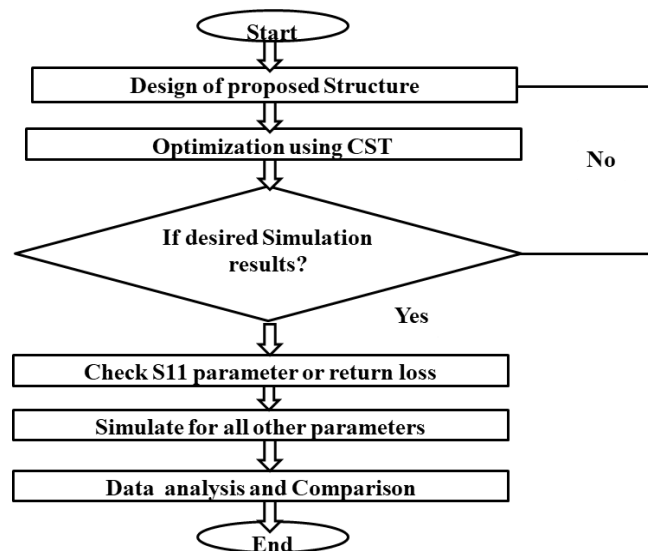 Start
Design of proposed Structure
Optimization using CST
No
If desired Simulation
results?
Yes
Check S11 parameter or return loss
Simulate for all other parameters
Data analysis and Comparison
End